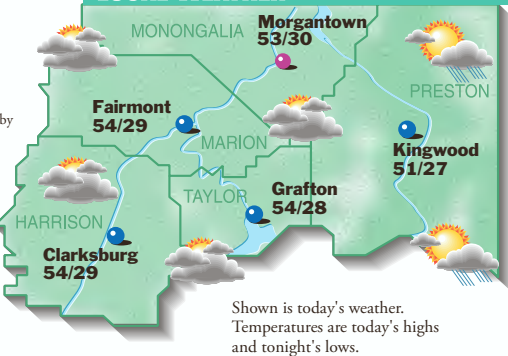 Morgantown
53/30
MONONGALIA
PRESTON
by
Fairmont
54/29
MARION
Kingwood
51/27
TAYLOR
Grafton
54/28
HARRISON
Clarksburg
54/29
Shown is today's weather.
Temperatures are today's highs
and tonight's lows.